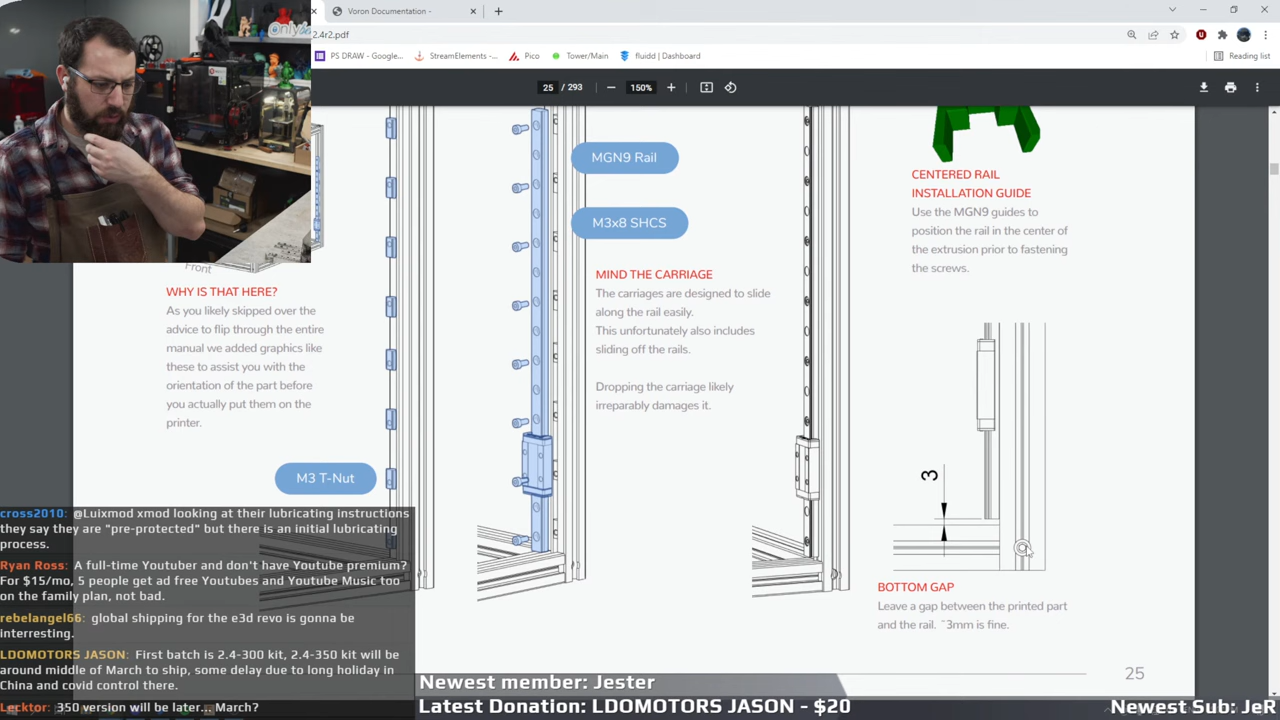 only
Voron Documentation -
2.4r2.pdf
PS DRAW - Google...
StreamElements -...
Pico
Tower/Main
fluidd | Dashboard
Reading list
25 / 293
150%
MGN9 Rail
M3x8 SHCS
MIND THE CARRIAGE
The carriages are designed to slide
along the rail easily.
This unfortunately also includes
sliding off the rails.
Dropping the carriage likely
irreparably damages it.
CENTERED RAIL
INSTALLATION GUIDE
Use the MGN9 guides to
position the rail in the center of
the extrusion prior to fastening
the screws.
Front
WHY IS THAT HERE?
As you likely skipped over the
advice to flip through the entire
manual we added graphics like
these to assist you with the
orientation of the part before
you actually put them on the
printer.
M3 T-Nut
3
BOTTOM GAP
Leave a gap between the printed part
and the rail. ~3mm is fine.
25
cross2010: @Luixmod xmod looking at their lubricating instructions
they say they are "pre-protected" but there is an initial lubricating
process.
Ryan Ross: A full-time Youtuber and don't have Youtube premium?
For $15/mo, 5 people get ad free Youtubes and Youtube Music too
on the family plan, not bad.
rebelangel66: global shipping for the e3d revo is gonna be
interresting.
LDOMOTORS JASON: First batch is 2.4-300 kit, 2.4-350 kit will be
around middle of March to ship, some delay due to long holiday in
China and covid control there.
Lecktor: 350 version will be later...March?
Newest member: Jester
Latest Donation: LDOMOTORS JASON - $20
Newest Sub: JeR